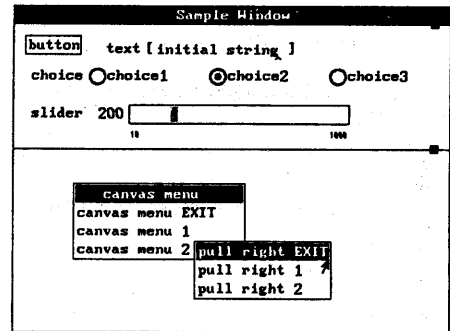 Sample Window
button text [initial string ]
choice choice1 choice2 choice3
slider 200
10 1000
canvas menu
canvas menu EXIT
canvas menu 1
canvas menu 2 pull right EXIT
pull right 1
pull right 2